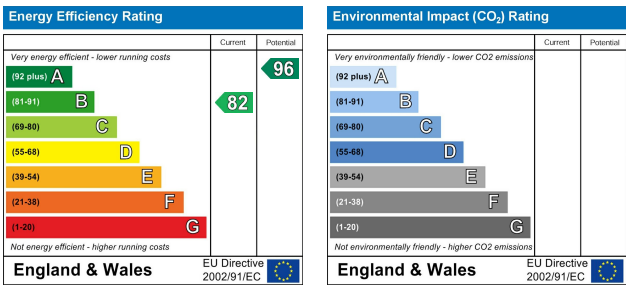 Energy Efficiency Rating
Current Potential
Very energy efficient - lower running costs
(92 plus) A
96
(81-91) B
82
(69-80) C
(55-68) D
(39-54) E
(21-38) F
(1-20) G
Not energy efficient - higher running costs
England & Wales
EU Directive
2002/91/EC
Environmental Impact (CO₂) Rating
Current Potential
Very environmentally friendly - lower CO2 emissions
(92 plus) A
(81-91) B
(69-80) C
(55-68) D
(39-54) E
(21-38) F
(1-20) G
Not environmentally friendly - higher CO2 emissions
England & Wales
EU Directive
2002/91/EC